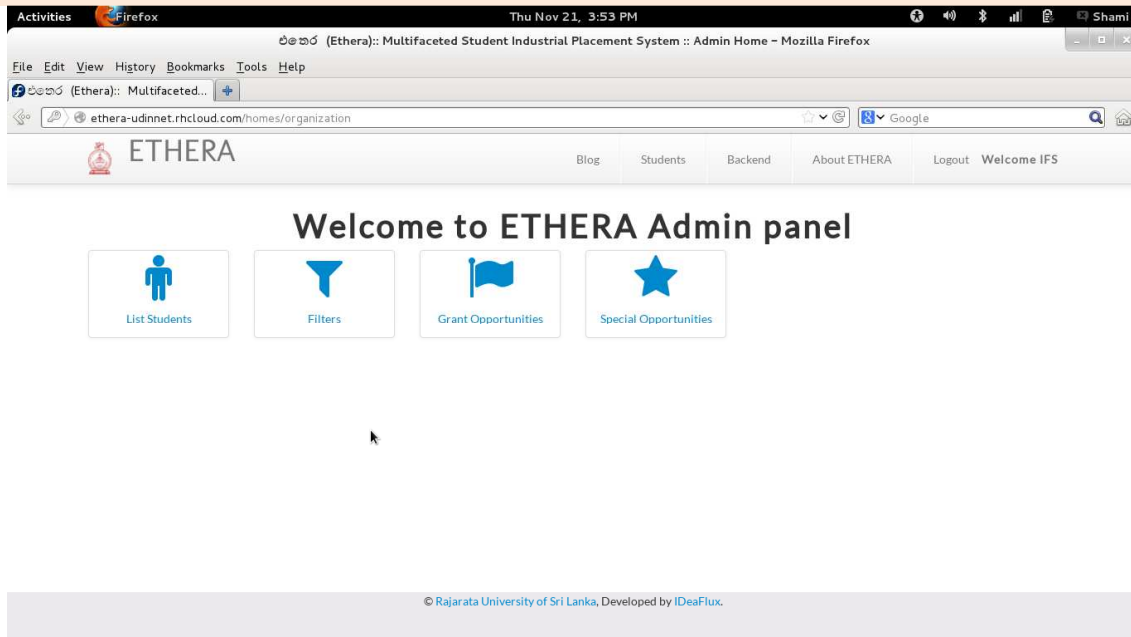 Activities Firefox Thu Nov 21, 3:53 PM Shami
එතෙර (Ethera):: Multifaceted Student Industrial Placement System :: Admin Home - Mozilla Firefox
File Edit View History Bookmarks Tools Help
එතෙර (Ethera):: Multifaceted...
ethera-udinnet.rhcloud.com/homes/organization Google
ETHERA Blog Students Backend About ETHERA Logout Welcome IFS
Welcome to ETHERA Admin panel
List Students Filters Grant Opportunities Special Opportunities
© Rajarata University of Sri Lanka, Developed by IDeaFlux.